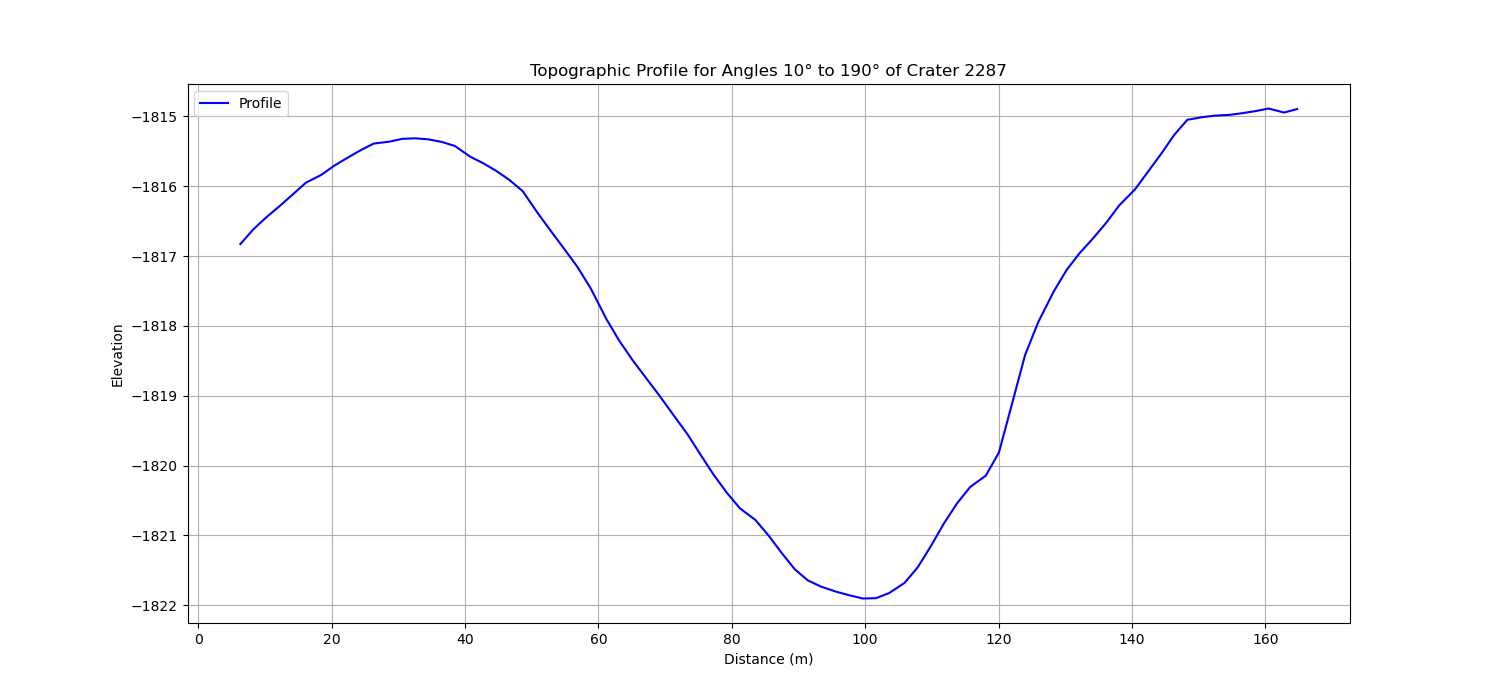 Topographic Profile for Angles 10° to 190° of Crater 2287
Profile
−1815
−1816
−1817
−1818
−1819
−1820
−1821
−1822
Elevation
0 20 40 60 80 100 120 140 160
Distance (m)